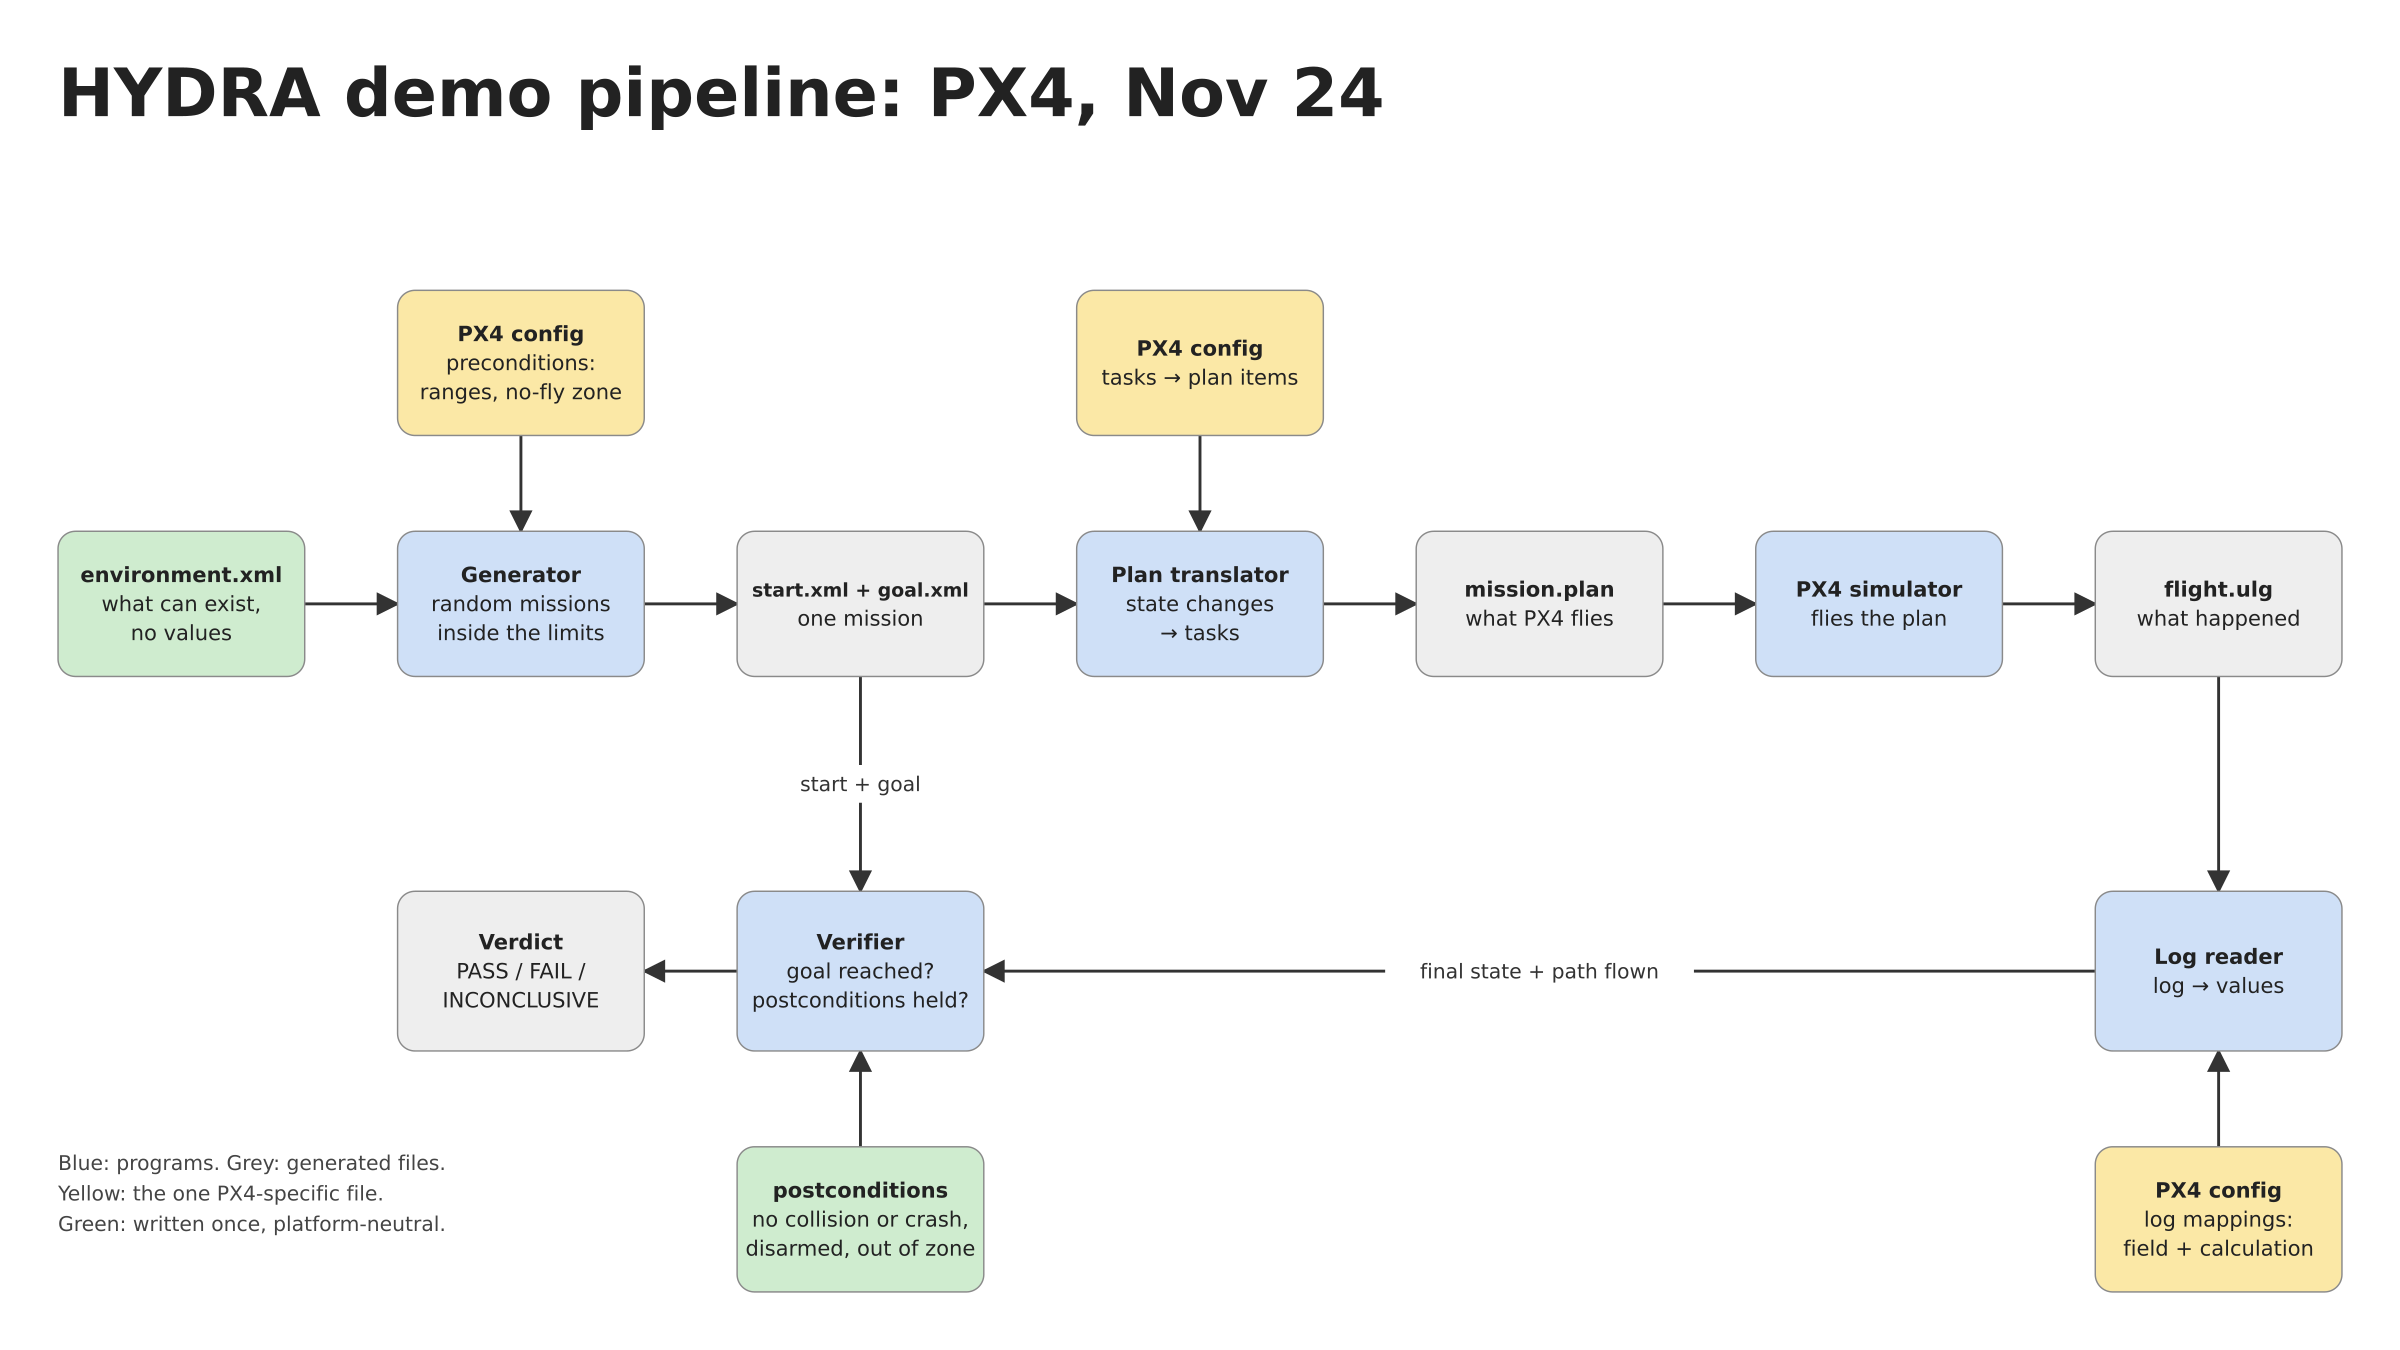 HYDRA demo pipeline: PX4, Nov 24
PX4 config
preconditions:
ranges, no-fly zone
PX4 config
tasks → plan items
environment.xml
what can exist,
no values
Generator
random missions
inside the limits
start.xml + goal.xml
one mission
Plan translator
state changes
→ tasks
mission.plan
what PX4 flies
PX4 simulator
flies the plan
flight.ulg
what happened
start + goal
Verdict
PASS / FAIL /
INCONCLUSIVE
Verifier
goal reached?
postconditions held?
final state + path flown
Log reader
log → values
Blue: programs. Grey: generated files.
Yellow: the one PX4-specific file.
Green: written once, platform-neutral.
postconditions
no collision or crash,
disarmed, out of zone
PX4 config
log mappings:
field + calculation